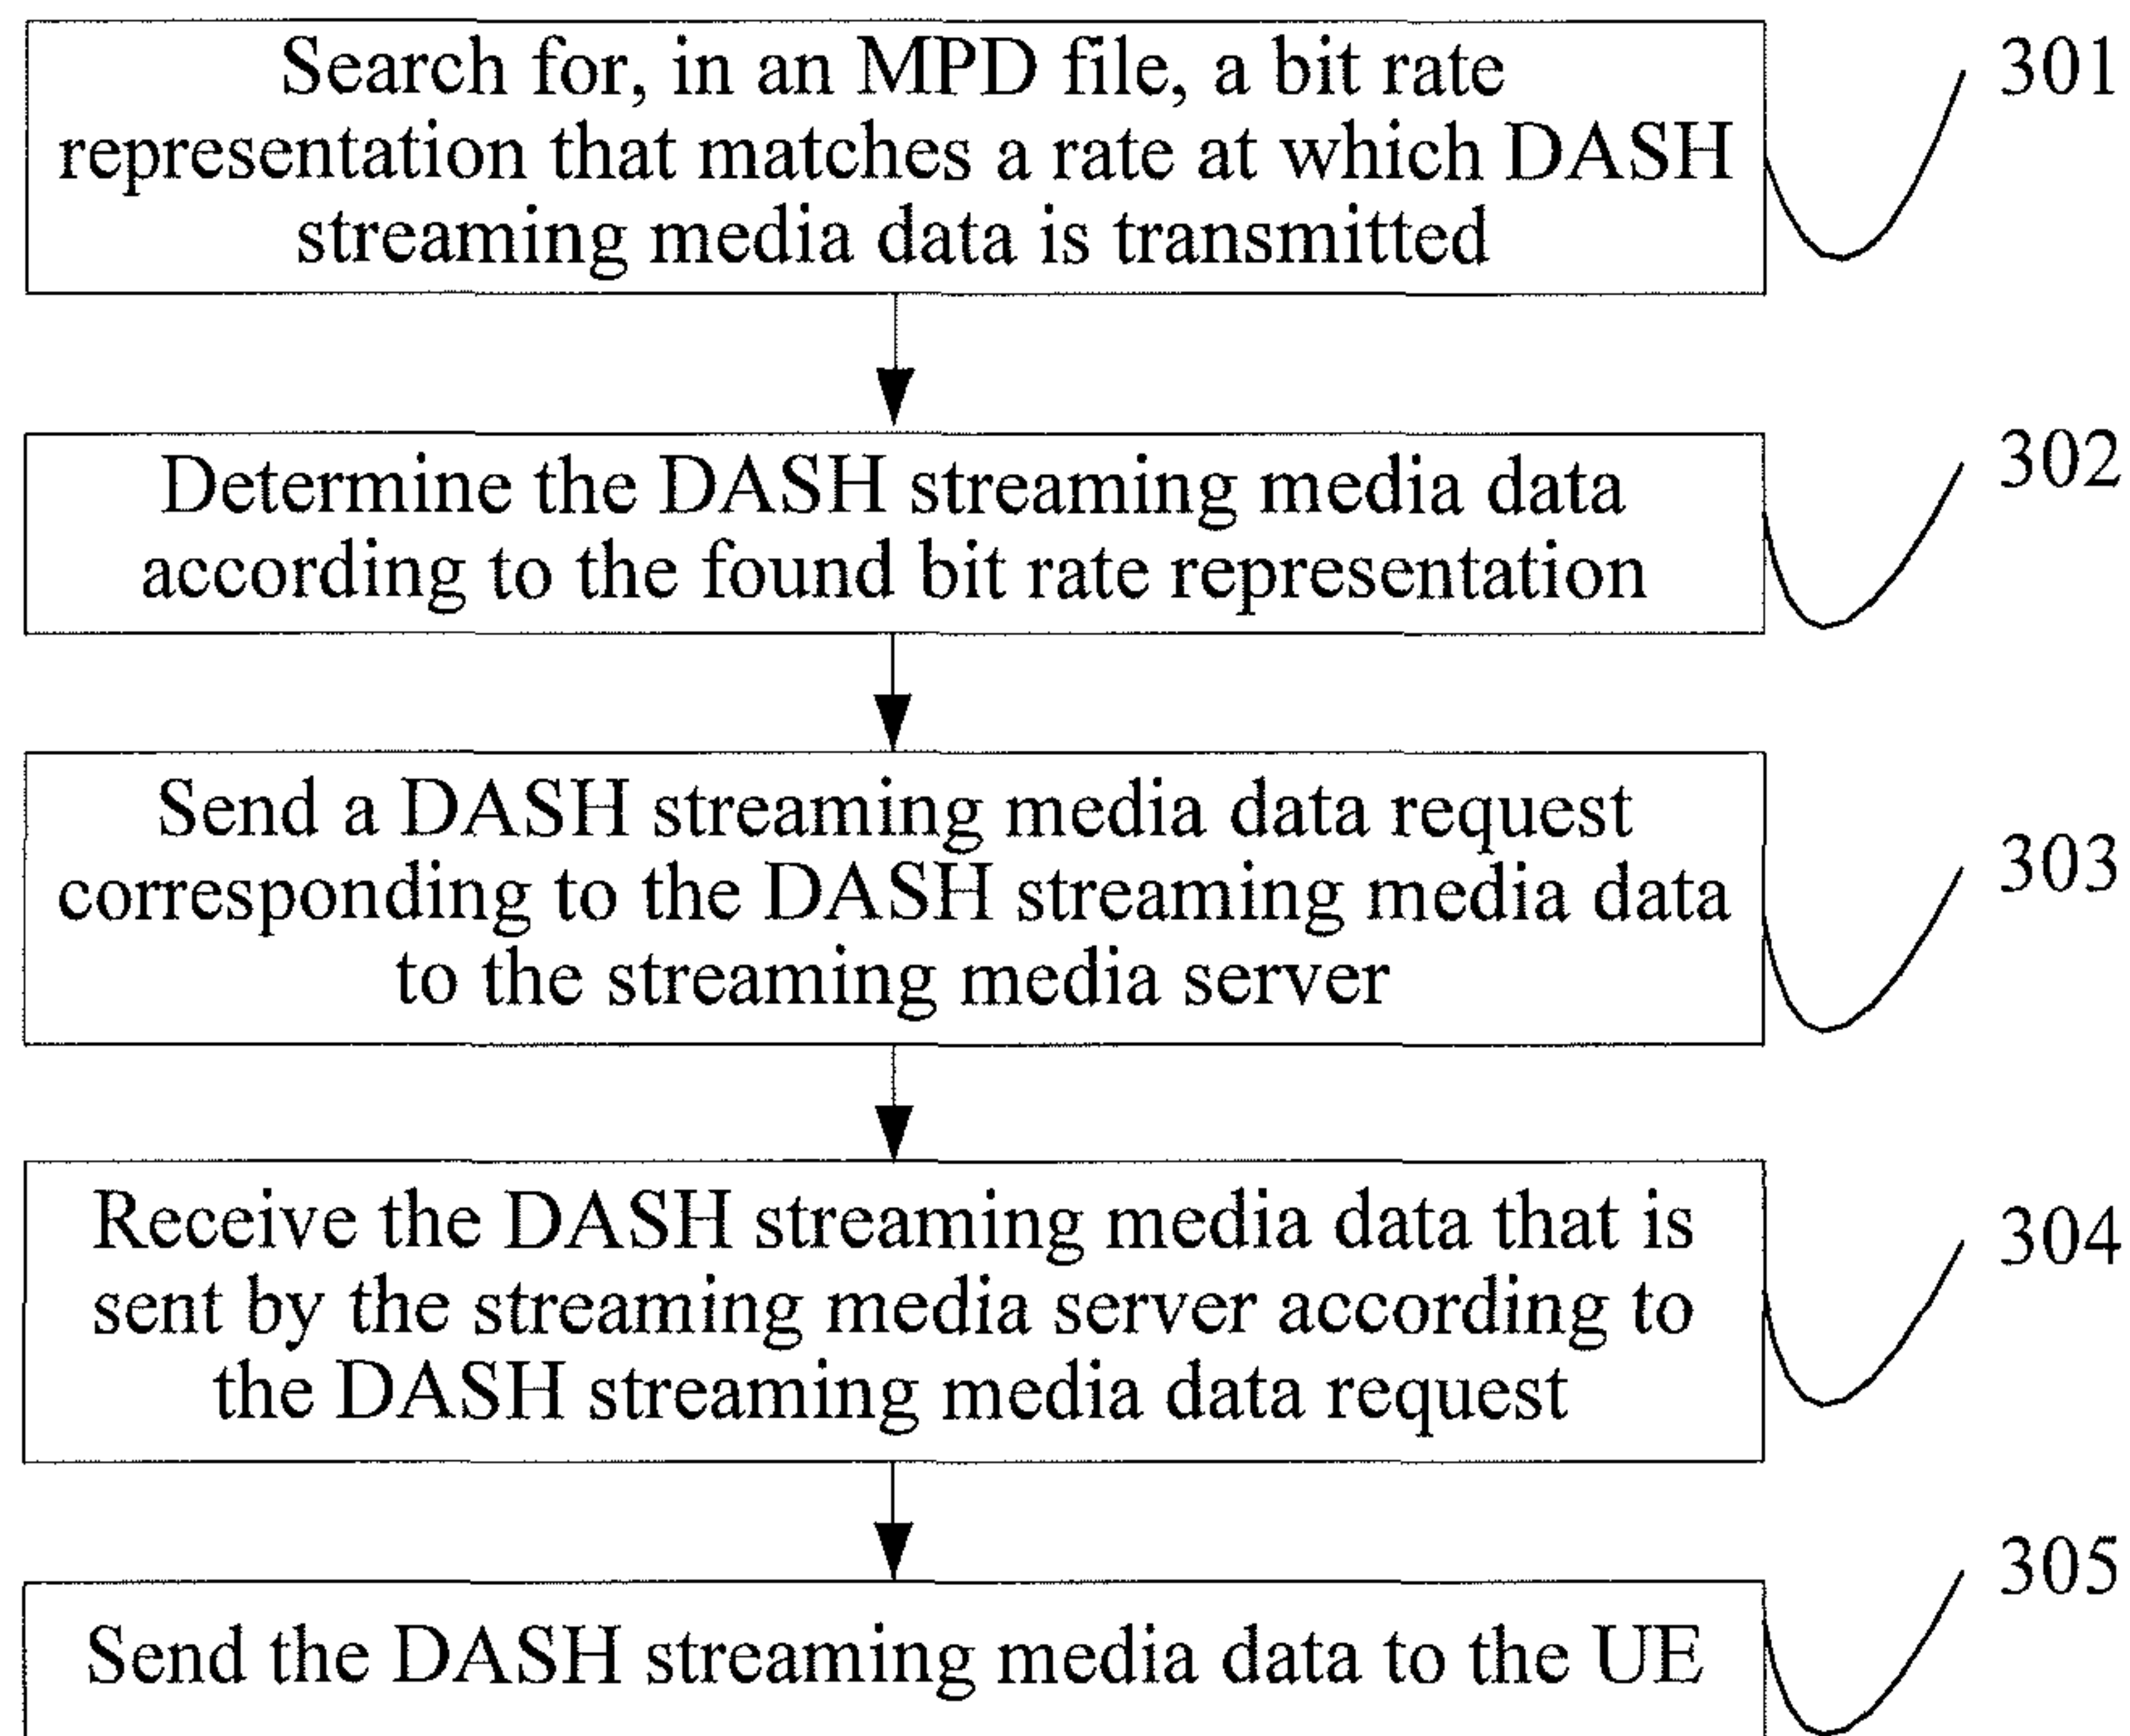 Search for, in an MPD file, a bit rate
representation that matches a rate at which DASH
streaming media data is transmitted
301
Determine the DASH streaming media data
according to the found bit rate representation
302
Send a DASH streaming media data request
corresponding to the DASH streaming media data
to the streaming media server
303
Receive the DASH streaming media data that is
sent by the streaming media server according to
the DASH streaming media data request
304
Send the DASH streaming media data to the UE
305